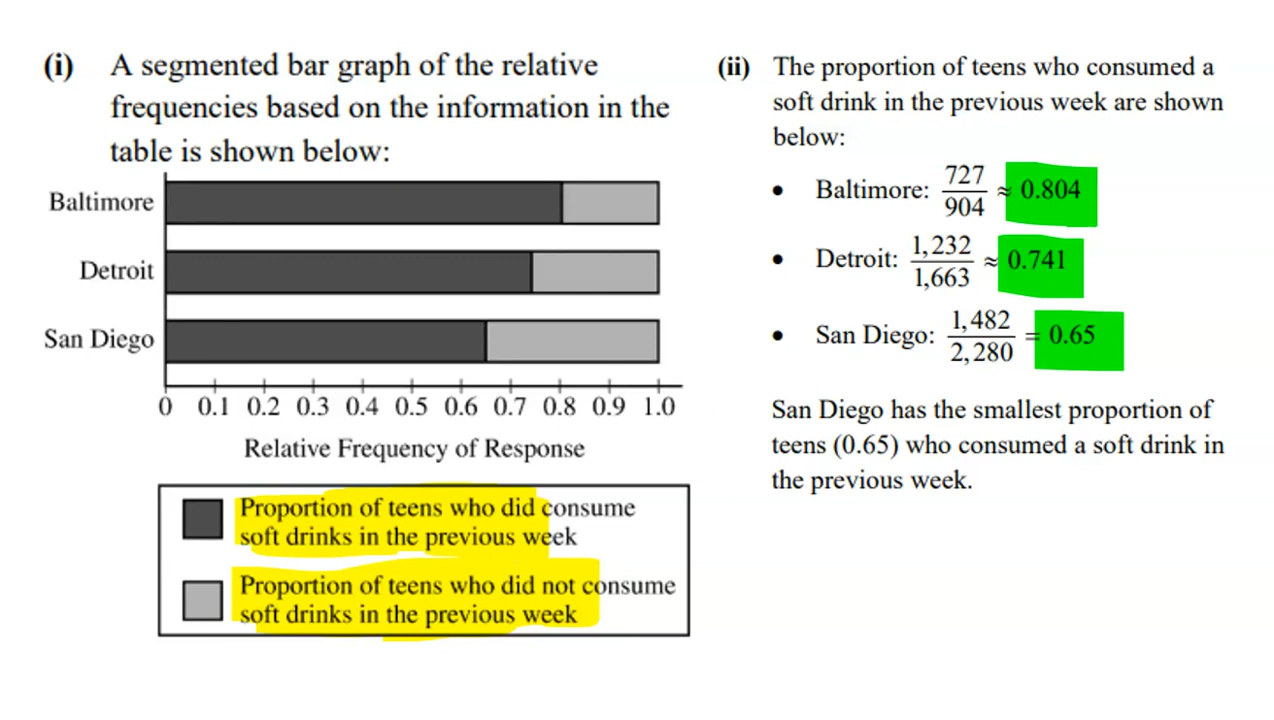 (i) A segmented bar graph of the relative
frequencies based on the information in the
table is shown below:
Baltimore
Detroit
San Diego
0 0.1 0.2 0.3 0.4 0.5 0.6 0.7 0.8 0.9 1.0
Relative Frequency of Response
Proportion of teens who did consume
soft drinks in the previous week
Proportion of teens who did not consume
soft drinks in the previous week
(ii) The proportion of teens who consumed a
soft drink in the previous week are shown
below:
• Baltimore: 727/904 ≈ 0.804
• Detroit: 1,232/1,663 ≈ 0.741
• San Diego: 1,482/2,280 = 0.65
San Diego has the smallest proportion of
teens (0.65) who consumed a soft drink in
the previous week.